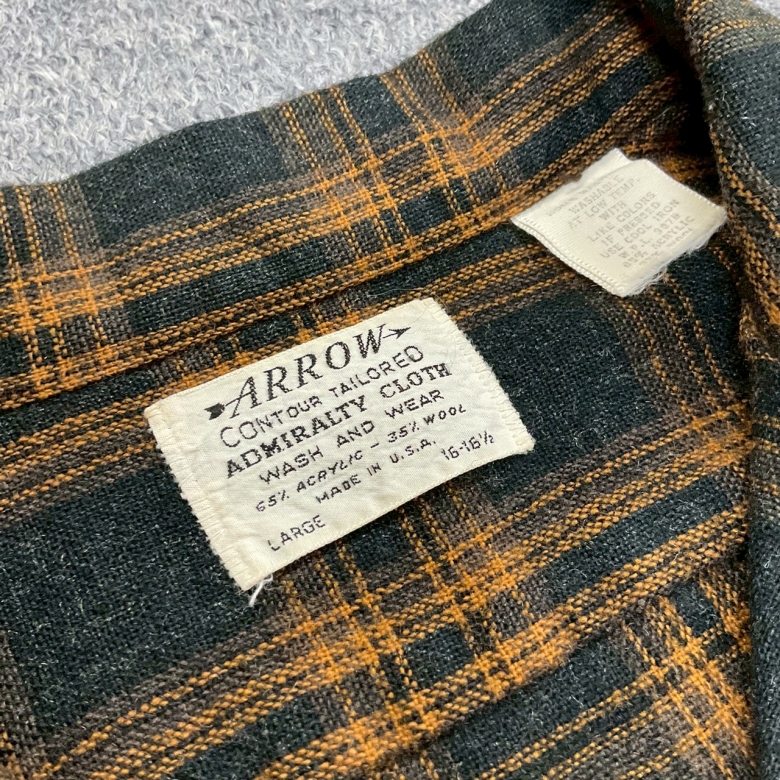 ARROW
CONTOUR TAILORED
ADMIRALTY CLOTH
WASH AND WEAR
65% ACRYLIC - 35% WOOL
MADE IN U.S.A.
LARGE 16-16½
WASHABLE
LOW TEMP.
WITH
LIKE COLORS
IF PRESSED
USE COOL IRON
ACRYLIC